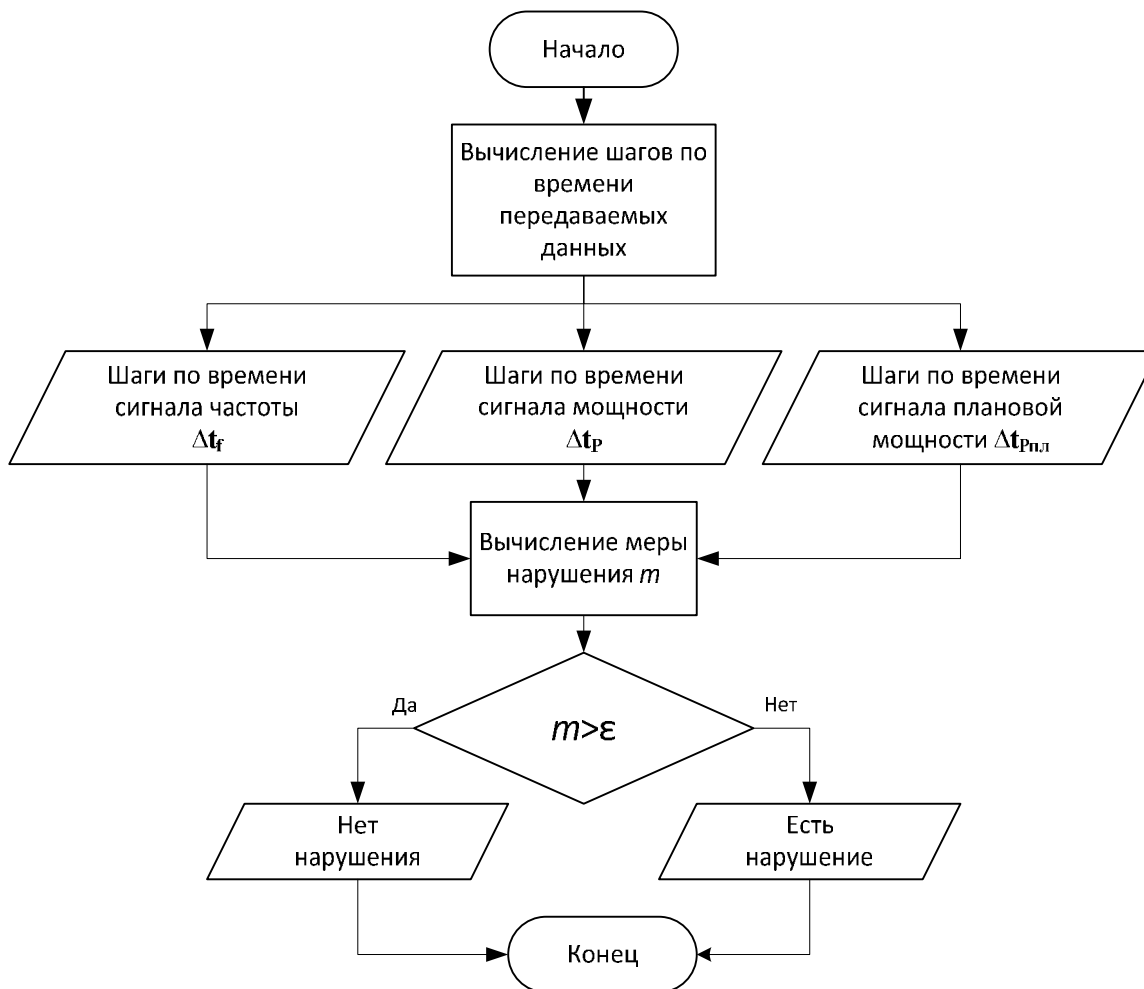 Начало
Вычисление шагов по
времени
передаваемых
данных
Шаги по времени
сигнала частоты
Δtf
Шаги по времени
сигнала мощности
ΔtP
Шаги по времени
сигнала плановой
мощности ΔtPпл
Вычисление меры
нарушения m
Да
Нет
m>ε
Нет
нарушения
Есть
нарушение
Конец